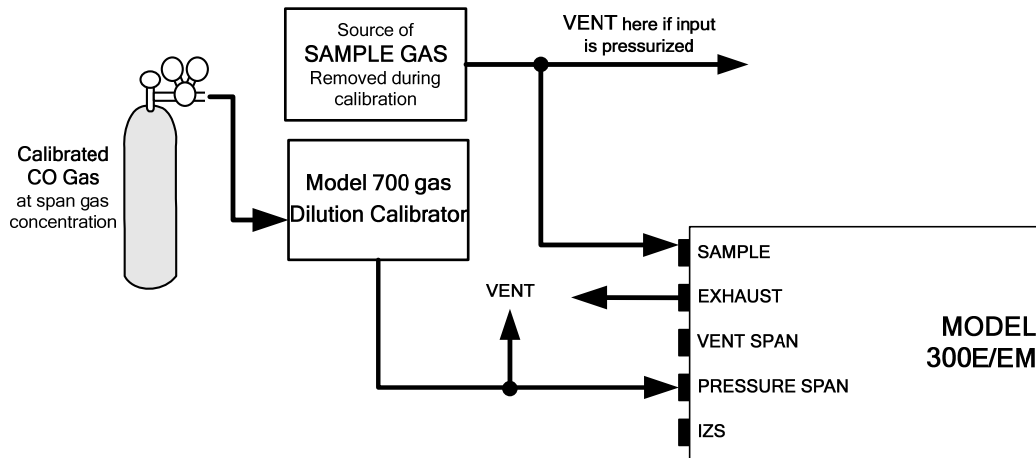 Source of
SAMPLE GAS
Removed during
calibration
VENT here if input
is pressurized
Calibrated
CO Gas
at span gas
concentration
Model 700 gas
Dilution Calibrator
VENT
SAMPLE
EXHAUST
VENT SPAN
PRESSURE SPAN
IZS
MODEL
300E/EM